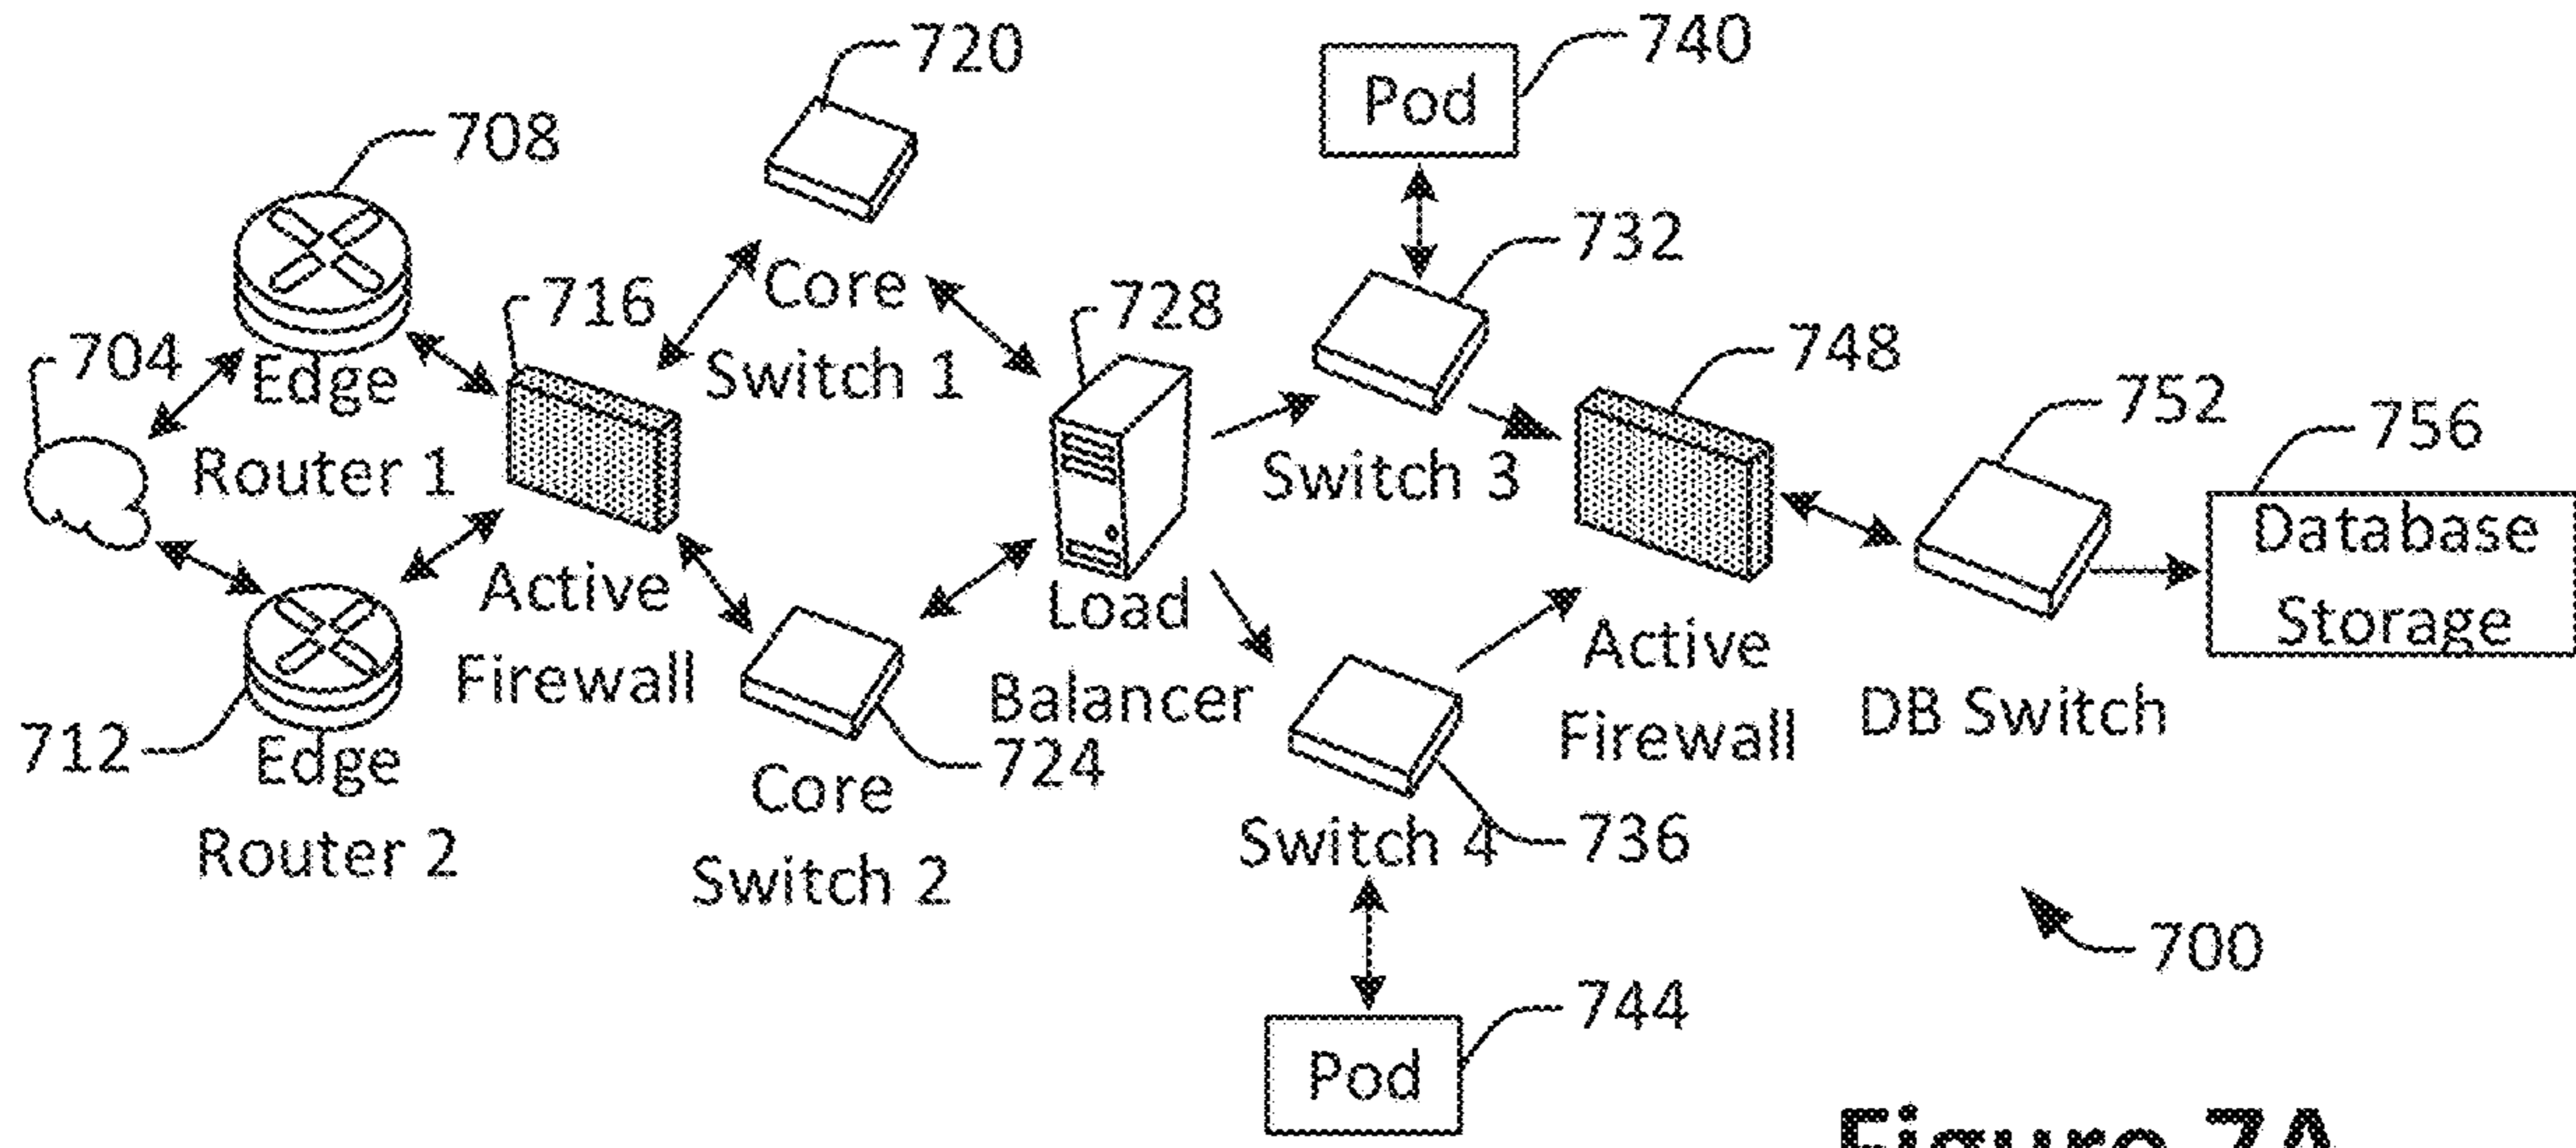 720
740
Pod
708
732
716
Core
728
704
748
Edge
Switch 1
752
756
Router 1
Switch 3
Database
Storage
Active
Firewall
Load
Balancer
Active
Firewall
DB Switch
712
Edge
Router 2
724
Core
Switch 2
Switch 4
736
700
744
Pod
Figure 7A